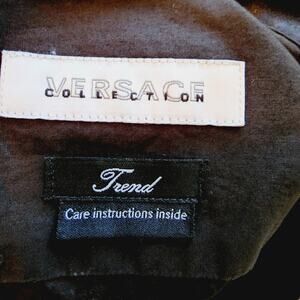 VERSACE
COLLECTION
Trend
Care instructions inside